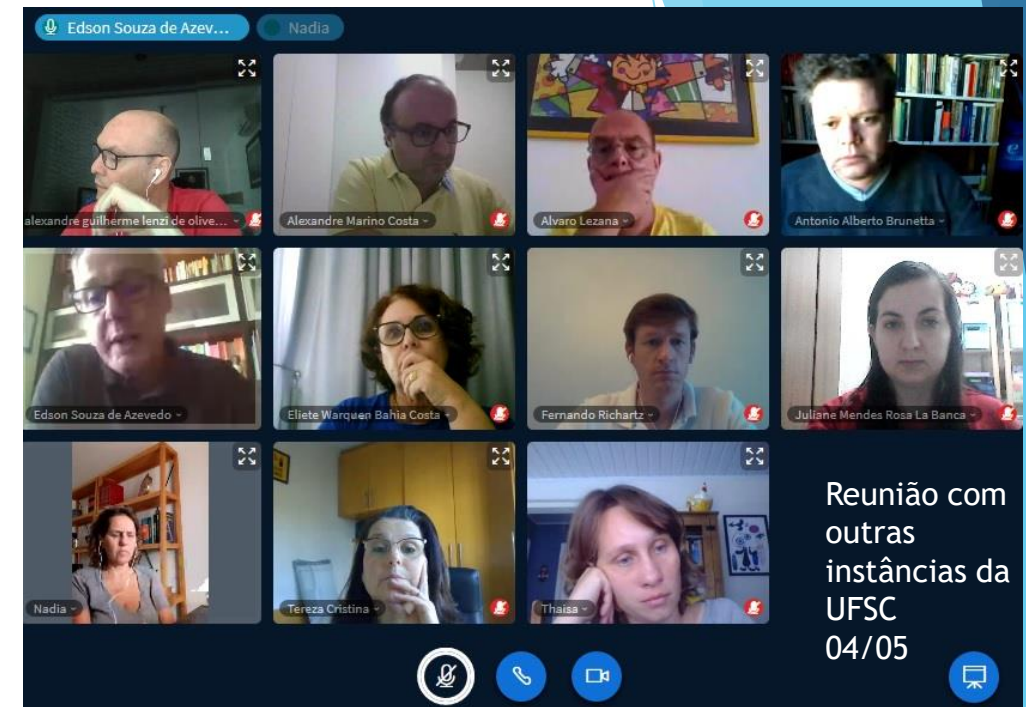 Edson Souza de Azev...
Nadia
alexandre guilherme lenzi de olive...
Alexandre Marino Costa
Alvaro Lezana
Antonio Alberto Brunetta
Edson Souza de Azevedo
Eliete Warquen Bahia Costa
Fernando Richartz
Juliane Mendes Rosa La Banca
Nadia
Tereza Cristina
Thaisa
Reunião com
outras
instâncias da
UFSC
04/05